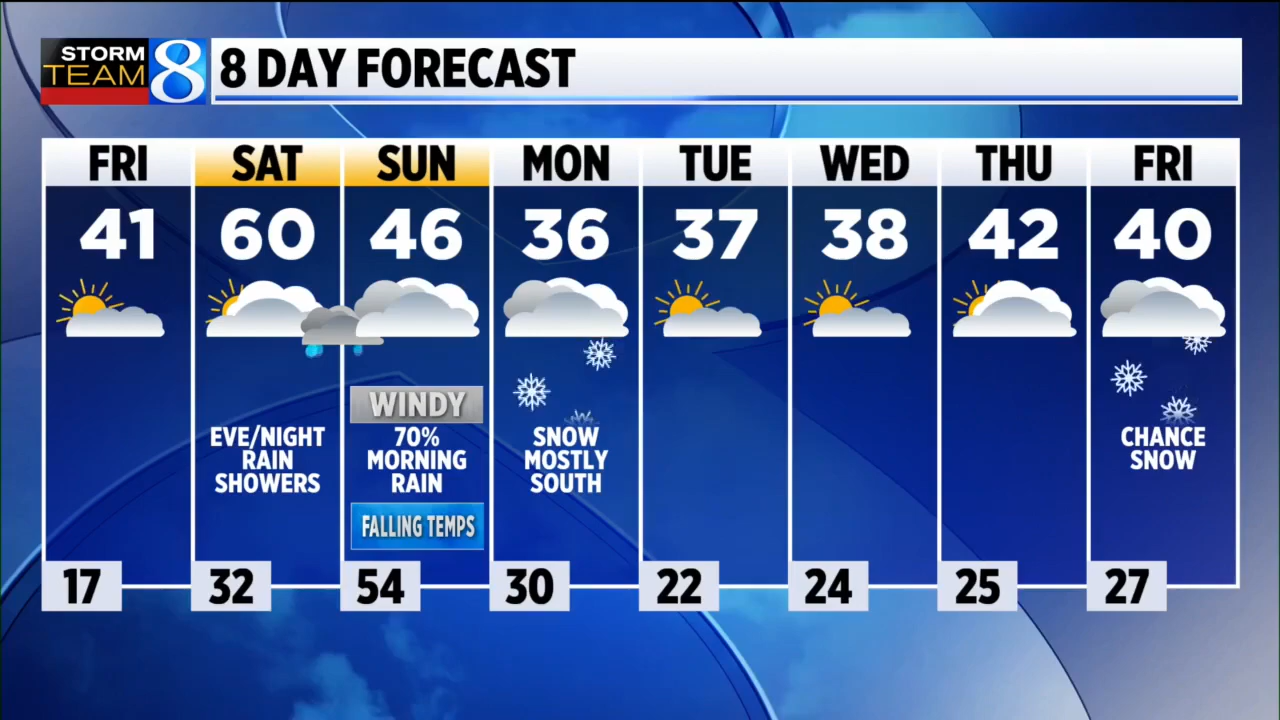 STORM
TEAM 8
8 DAY FORECAST
FRI
SAT
SUN
MON
TUE
WED
THU
FRI
41
60
46
36
37
38
42
40
EVE/NIGHT
RAIN
SHOWERS
WINDY
70%
MORNING
RAIN
FALLING TEMPS
SNOW
MOSTLY
SOUTH
CHANCE
SNOW
17
32
54
30
22
24
25
27